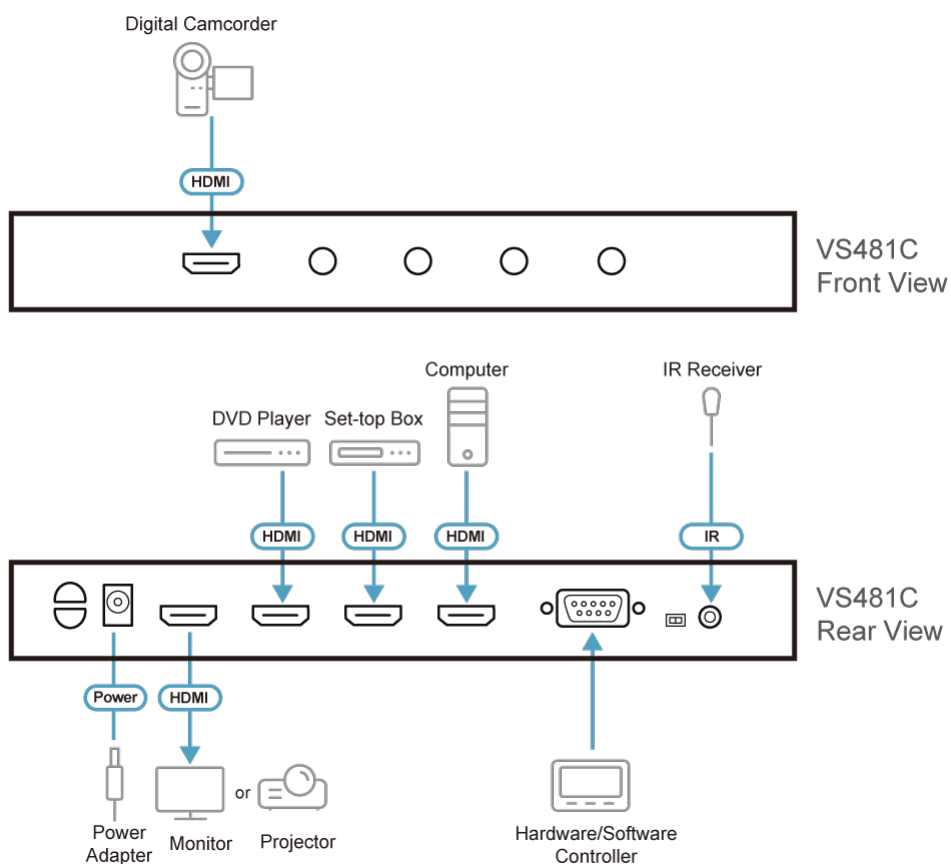 Digital Camcorder
HDMI
VS481C
Front View
Computer
IR Receiver
DVD Player
Set-top Box
HDMI
HDMI
HDMI
IR
VS481C
Rear View
Power
HDMI
or
Power
Adapter
Monitor
Projector
Hardware/Software
Controller